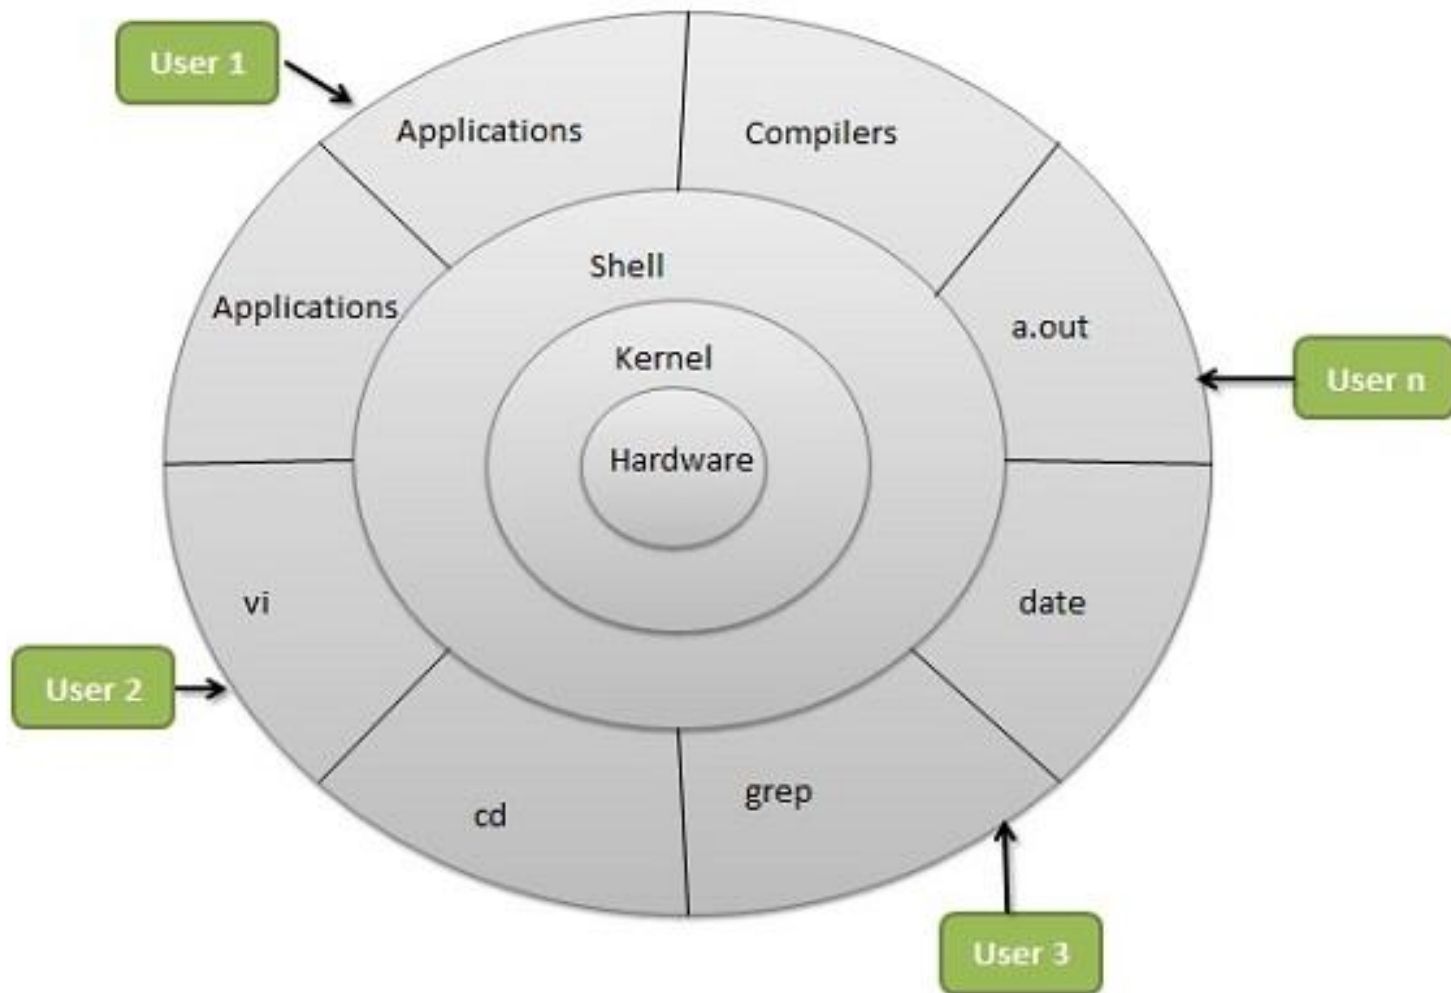 User 1
Applications
Compilers
Shell
Applications
a.out
Kernel
User n
Hardware
vi
date
User 2
grep
cd
User 3